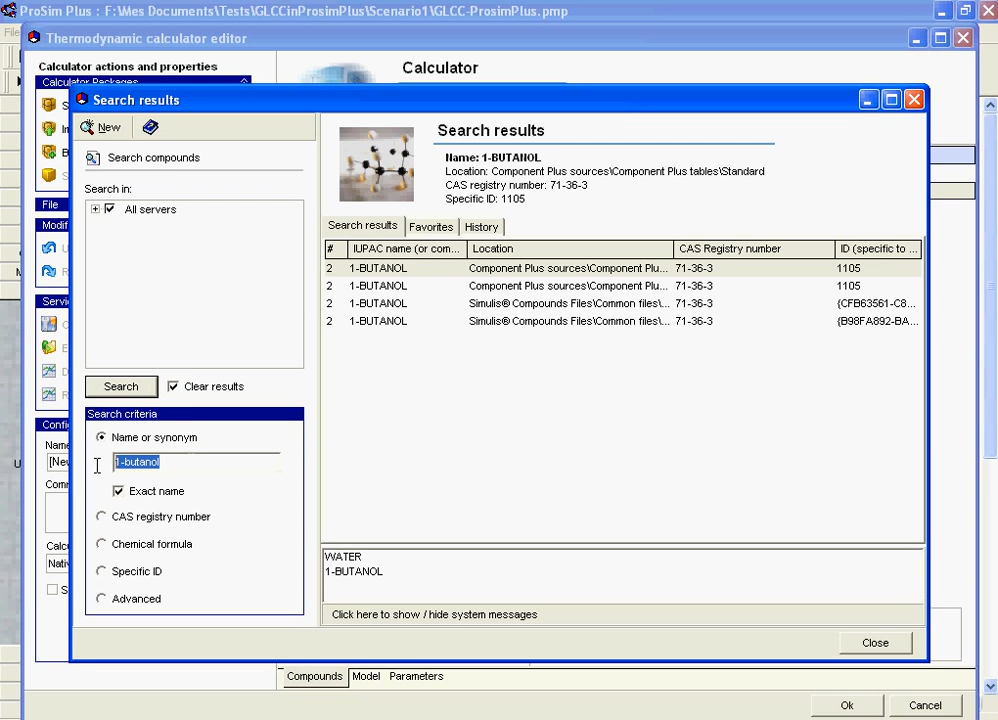 ProSim Plus : F:\Mes Documents\Tests\GLCCinProsimPlus\Scenario1\GLCC-ProsimPlus.pmp
Thermodynamic calculator editor
Calculator actions and properties
Calculator
Calculator Packages
Search results
New
Search compounds
Search in:
All servers
Search
Clear results
Search criteria
Name or synonym
1-butanol
Exact name
CAS registry number
Chemical formula
Specific ID
Advanced
Search results
Name: 1-BUTANOL
Location: Component Plus sources\Component Plus tables\Standard
CAS registry number: 71-36-3
Specific ID: 1105
Search results Favorites History
# IUPAC name (or com... Location CAS Registry number ID (specific to ...
2 1-BUTANOL Component Plus sources\Component Plu... 71-36-3 1105
2 1-BUTANOL Component Plus sources\Component Plu... 71-36-3 1105
2 1-BUTANOL Simulis® Compounds Files\Common files\... 71-36-3 {CFB63561-C8...
2 1-BUTANOL Simulis® Compounds Files\Common files\... 71-36-3 {B98FA892-BA...
WATER
1-BUTANOL
Click here to show / hide system messages
Close
File
Compounds Model Parameters
Ok Cancel